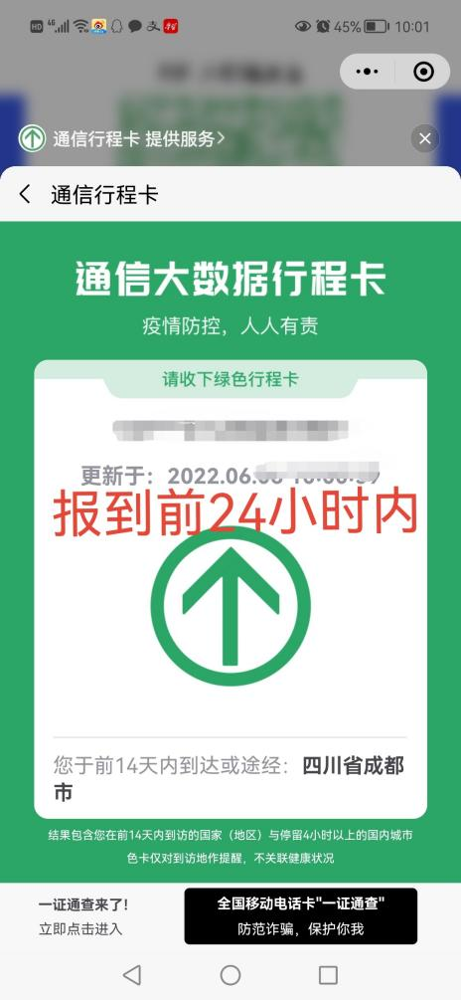 HD 4G 45% 10:01
通信行程卡 提供服务
通信行程卡
通信大数据行程卡
疫情防控，人人有责
请收下绿色行程卡
更新于：2022.06.
报到前24小时内
您于前14天内到达或途经：四川省成都
市
结果包含您在前14天内到访的国家（地区）与停留4小时以上的国内城市
色卡仅对到访地作提醒，不关联健康状况
一证通查来了!
立即点击进入
全国移动电话卡"一证通查"
防范诈骗，保护你我